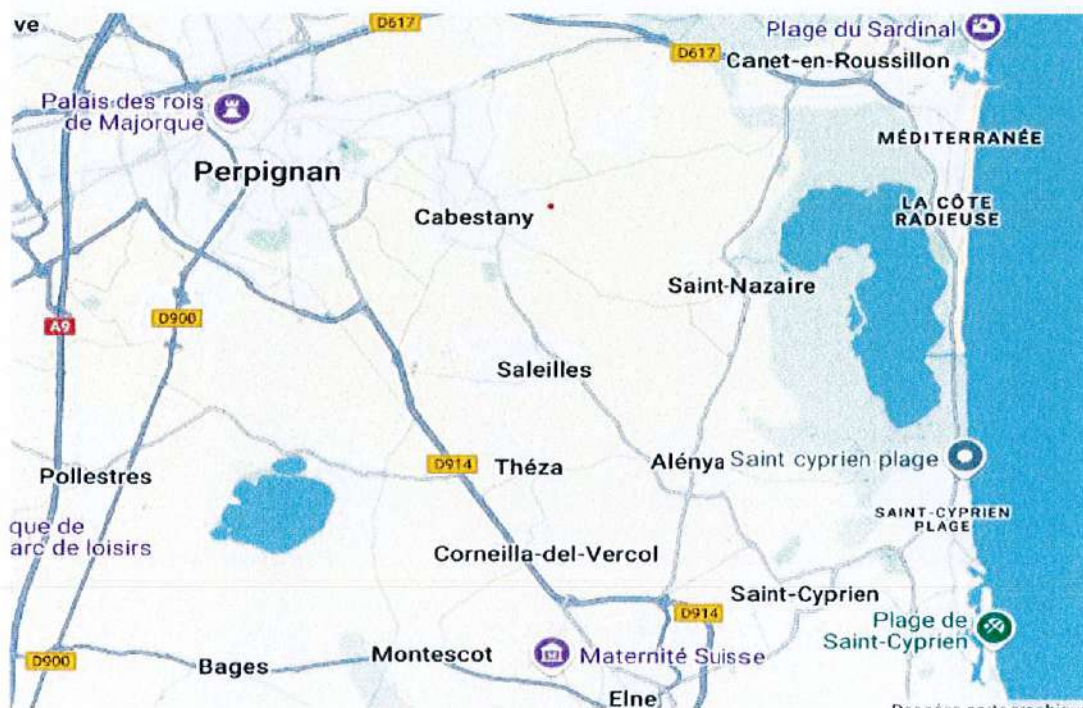 ve
D617
Plage du Sardinal
D617
Canet-en-Roussillon
Palais des rois
de Majorque
MÉDITERRANÉE
Perpignan
LA CÔTE
RADIEUSE
Cabestany
Saint-Nazaire
A9
D900
Saleilles
Pollestres
D914
Théza
Alénya
Saint cyprien plage
SAINT-CYPRIEN
PLAGE
que de
arc de loisirs
Corneilla-del-Vercol
Saint-Cyprien
D914
Plage de
Saint-Cyprien
D900
Bages
Montescot
Maternité Suisse
Elne